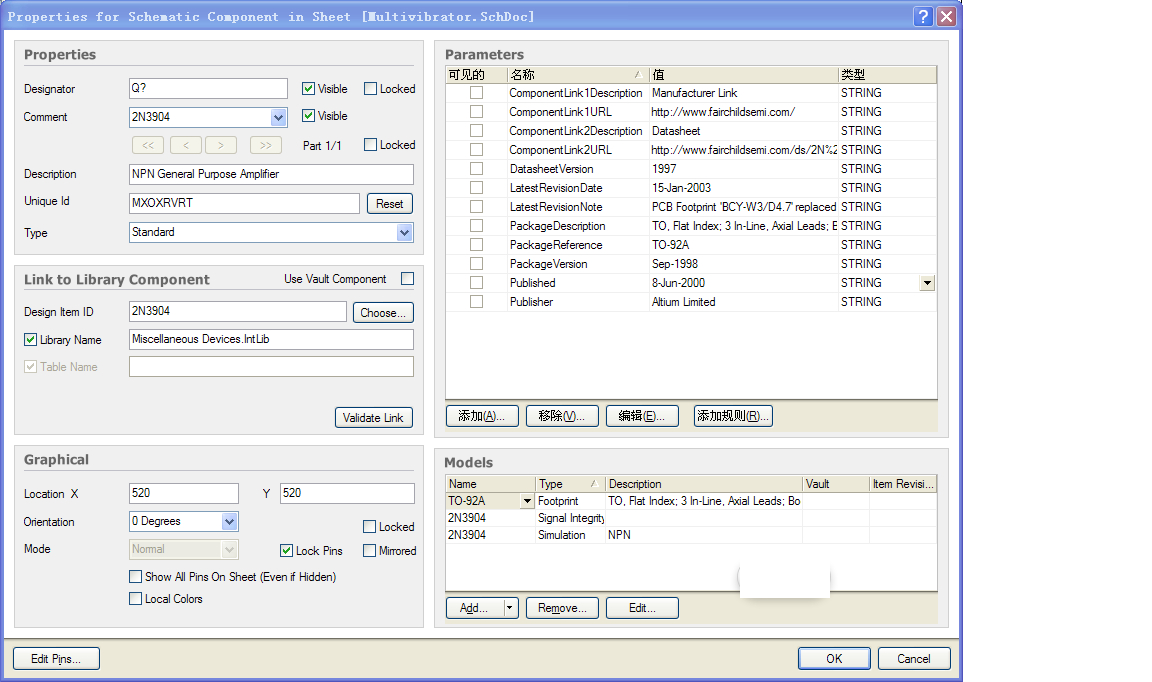 Properties for Schematic Component in Sheet [Multivibrator.SchDoc]
Properties
Designator Q? Visible Locked
Comment 2N3904 Visible
<< < > >> Part 1/1 Locked
Description NPN General Purpose Amplifier
Unique Id MXOXRVRT Reset
Type Standard
Link to Library Component Use Vault Component
Design Item ID 2N3904 Choose...
Library Name Miscellaneous Devices.IntLib
Table Name
Validate Link
Graphical
Location X 520 Y 520
Orientation 0 Degrees Locked
Mode Normal Lock Pins Mirrored
Show All Pins On Sheet (Even if Hidden)
Local Colors
Parameters
可见的 名称 值 类型
ComponentLink1Description Manufacturer Link STRING
ComponentLink1URL http://www.fairchildsemi.com/ STRING
ComponentLink2Description Datasheet STRING
ComponentLink2URL http://www.fairchildsemi.com/ds/2N%2 STRING
DatasheetVersion 1997 STRING
LatestRevisionDate 15-Jan-2003 STRING
LatestRevisionNote PCB Footprint 'BCY-W3/D4.7' replaced STRING
PackageDescription TO, Flat Index; 3 In-Line, Axial Leads; B STRING
PackageReference TO-92A STRING
PackageVersion Sep-1998 STRING
Published 8-Jun-2000 STRING
Publisher Altium Limited STRING
添加(A)... 移除(V)... 编辑(E)... 添加规则(R)...
Models
Name Type Description Vault Item Revisi...
TO-92A Footprint TO, Flat Index; 3 In-Line, Axial Leads; Bo
2N3904 Signal Integrity
2N3904 Simulation NPN
Add... Remove... Edit...
Edit Pins... OK Cancel